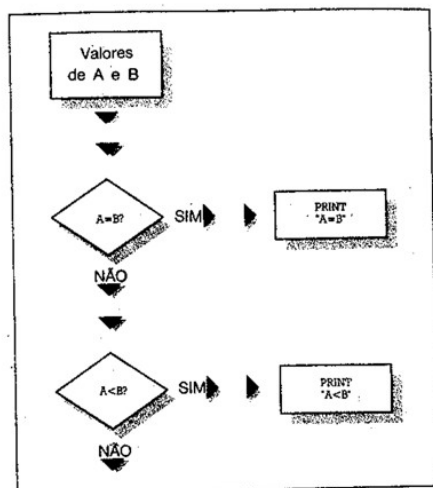 Valores
de A e B
A=B?
SIM
PRINT
"A=B"
NÃO
A<B?
SIM
PRINT
"A<B"
NÃO